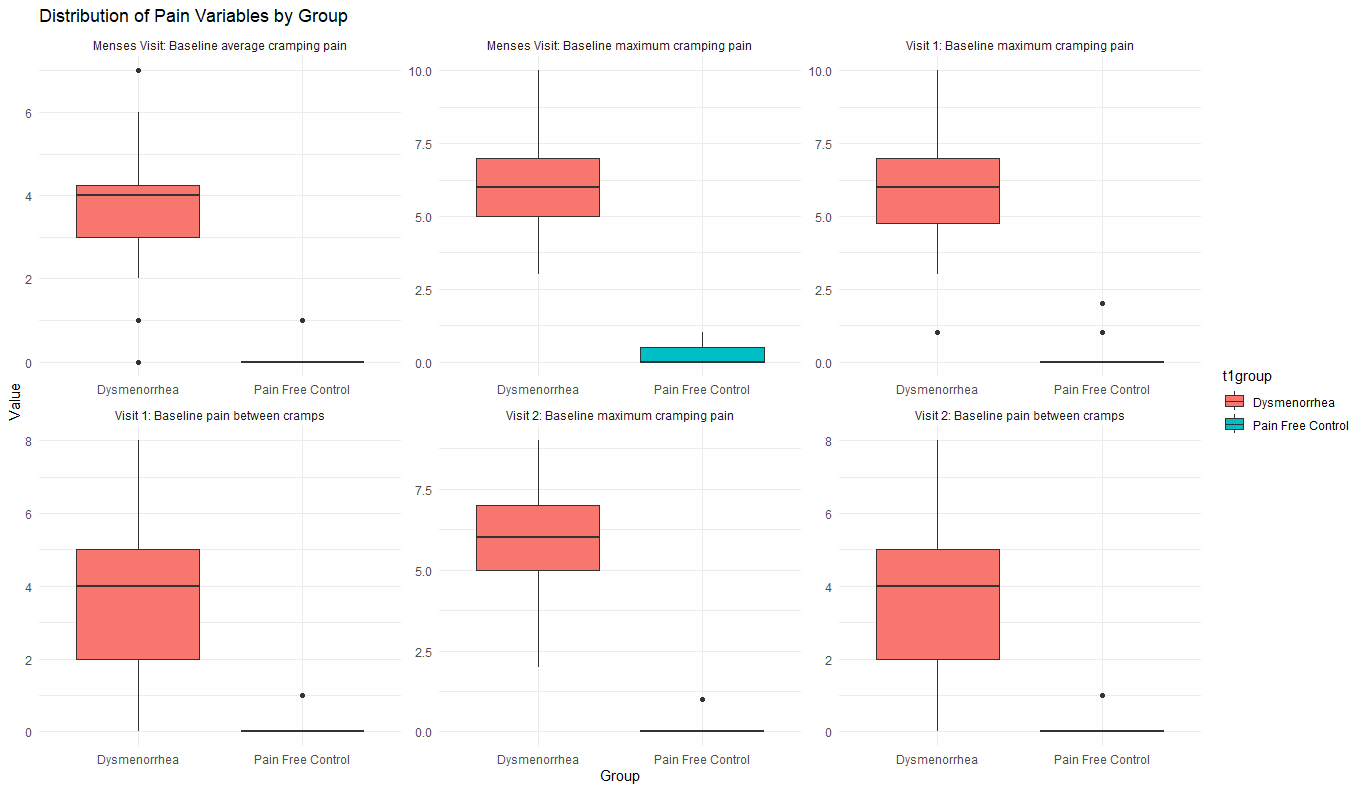 Distribution of Pain Variables by Group
Menses Visit: Baseline average cramping pain
Menses Visit: Baseline maximum cramping pain
Visit 1: Baseline maximum cramping pain
6
4
2
0
10.0
7.5
5.0
2.5
0.0
10.0
7.5
5.0
2.5
0.0
Dysmenorrhea
Pain Free Control
Dysmenorrhea
Pain Free Control
Dysmenorrhea
Pain Free Control
Value
Visit 1: Baseline pain between cramps
Visit 2: Baseline maximum cramping pain
Visit 2: Baseline pain between cramps
8
6
4
2
0
7.5
5.0
2.5
0.0
8
6
4
2
0
Dysmenorrhea
Pain Free Control
Dysmenorrhea
Pain Free Control
Dysmenorrhea
Pain Free Control
Group
t1group
Dysmenorrhea
Pain Free Control